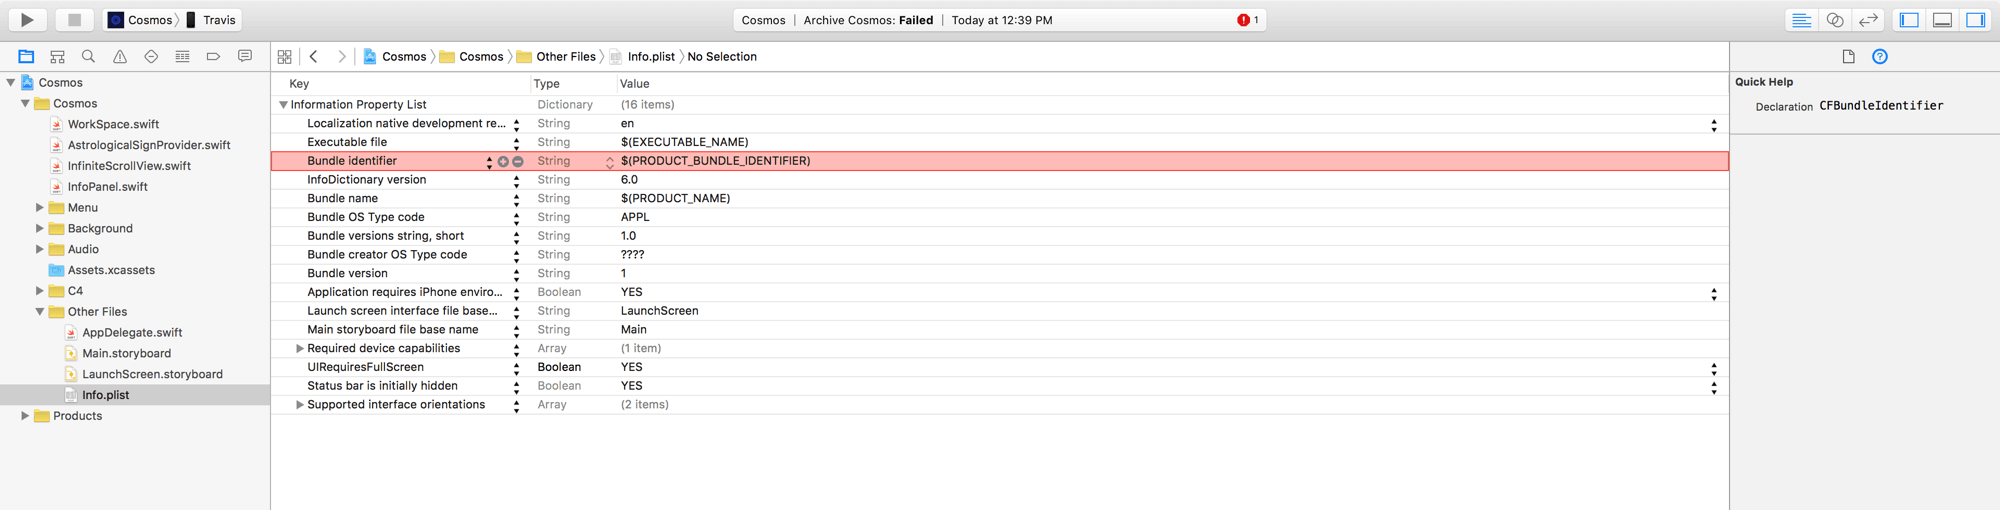 Cosmos Travis
Cosmos | Archive Cosmos: Failed | Today at 12:39 PM 1
Cosmos Cosmos Other Files Info.plist No Selection
Cosmos
Cosmos
WorkSpace.swift
AstrologicalSignProvider.swift
InfiniteScrollView.swift
InfoPanel.swift
Menu
Background
Audio
Assets.xcassets
C4
Other Files
AppDelegate.swift
Main.storyboard
LaunchScreen.storyboard
Info.plist
Products
Key Type Value
Information Property List Dictionary (16 items)
Localization native development re... String en
Executable file String $(EXECUTABLE_NAME)
Bundle identifier String $(PRODUCT_BUNDLE_IDENTIFIER)
InfoDictionary version String 6.0
Bundle name String $(PRODUCT_NAME)
Bundle OS Type code String APPL
Bundle versions string, short String 1.0
Bundle creator OS Type code String ????
Bundle version String 1
Application requires iPhone enviro... Boolean YES
Launch screen interface file base... String LaunchScreen
Main storyboard file base name String Main
Required device capabilities Array (1 item)
UIRequiresFullScreen Boolean YES
Status bar is initially hidden Boolean YES
Supported interface orientations Array (2 items)
Quick Help
Declaration CFBundleIdentifier